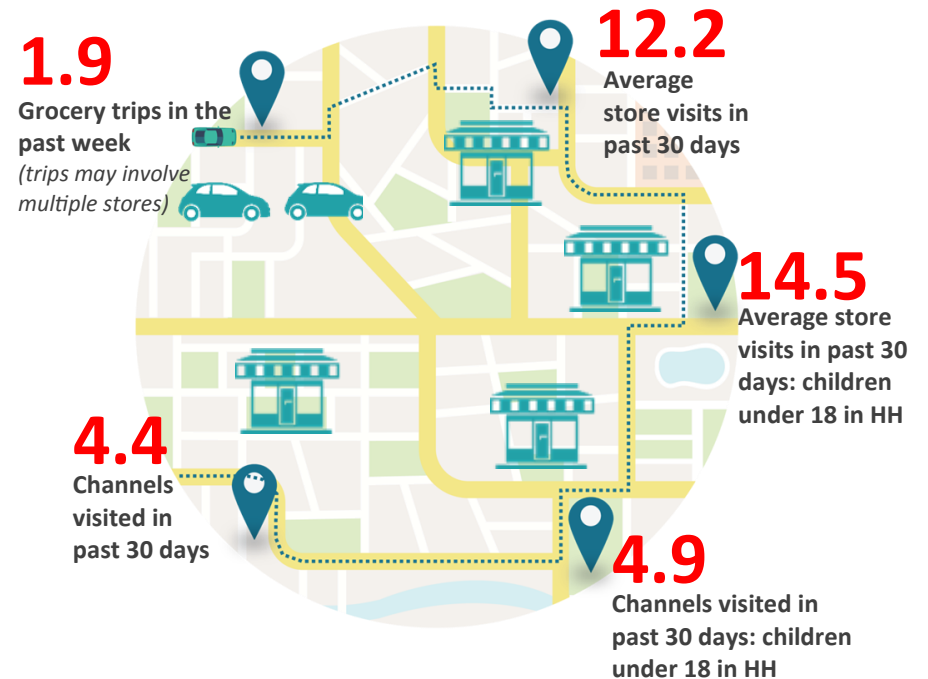 1.9
Grocery trips in the
past week
(trips may involve
multiple stores)
12.2
Average
store visits in
past 30 days
14.5
Average store
visits in past 30
days: children
under 18 in HH
4.4
Channels
visited in
past 30 days
4.9
Channels visited in
past 30 days: children
under 18 in HH